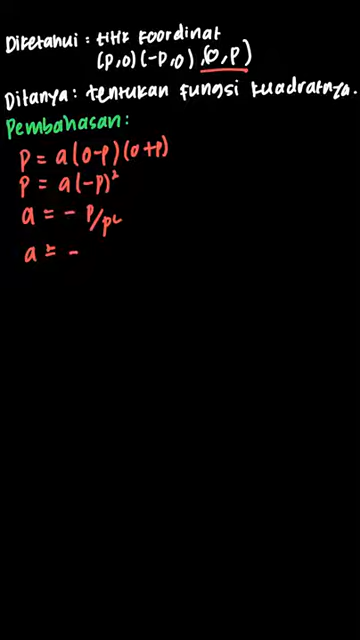 Diketahui : titik koordinat
(P,0) (-P,0), (0, P)
Ditanya : tentukan fungsi kuadratnya.
Pembahasan :
P = a (0-P) (0+P)
P = a (-P)²
a = - P/P²
a = -